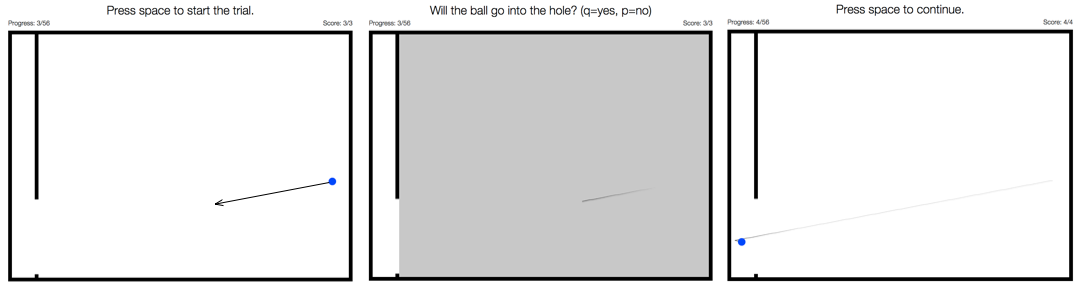 Press space to start the trial.
Progress: 3/56
Score: 3/3
Will the ball go into the hole? (q=yes, p=no)
Progress: 3/56
Score: 3/3
Press space to continue.
Progress: 4/56
Score: 4/4